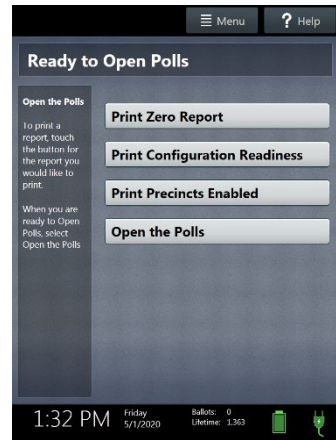 Menu
? Help
Ready to Open Polls
Open the Polls
To print a
report, touch
the button for
the report you
would like to
print.
When you are
ready to Open
Polls, select
Open the Polls
Print Zero Report
Print Configuration Readiness
Print Precincts Enabled
Open the Polls
1:32 PM
Friday
5/1/2020
Ballots: 0
Lifetime: 1,363